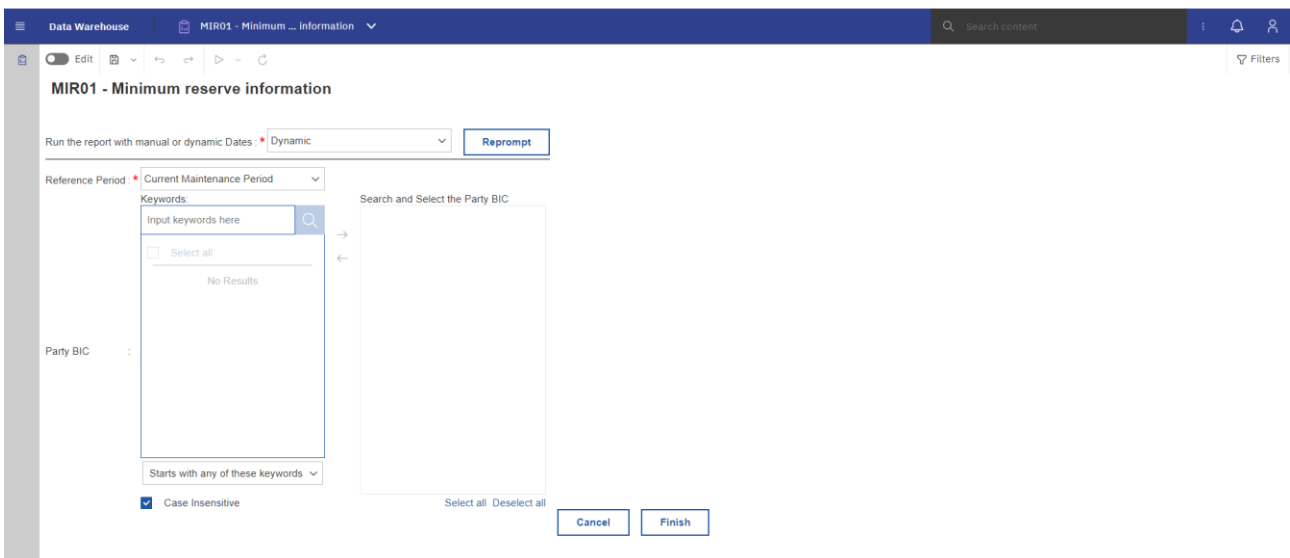 Data Warehouse MIR01 - Minimum ... information Search content
Edit Filters
MIR01 - Minimum reserve information
Run the report with manual or dynamic Dates : * Dynamic Reprompt
Reference Period : * Current Maintenance Period
Keywords: Search and Select the Party BIC
Input keywords here
Select all
No Results
Party BIC :
Starts with any of these keywords
Case Insensitive Select all Deselect all
Cancel Finish